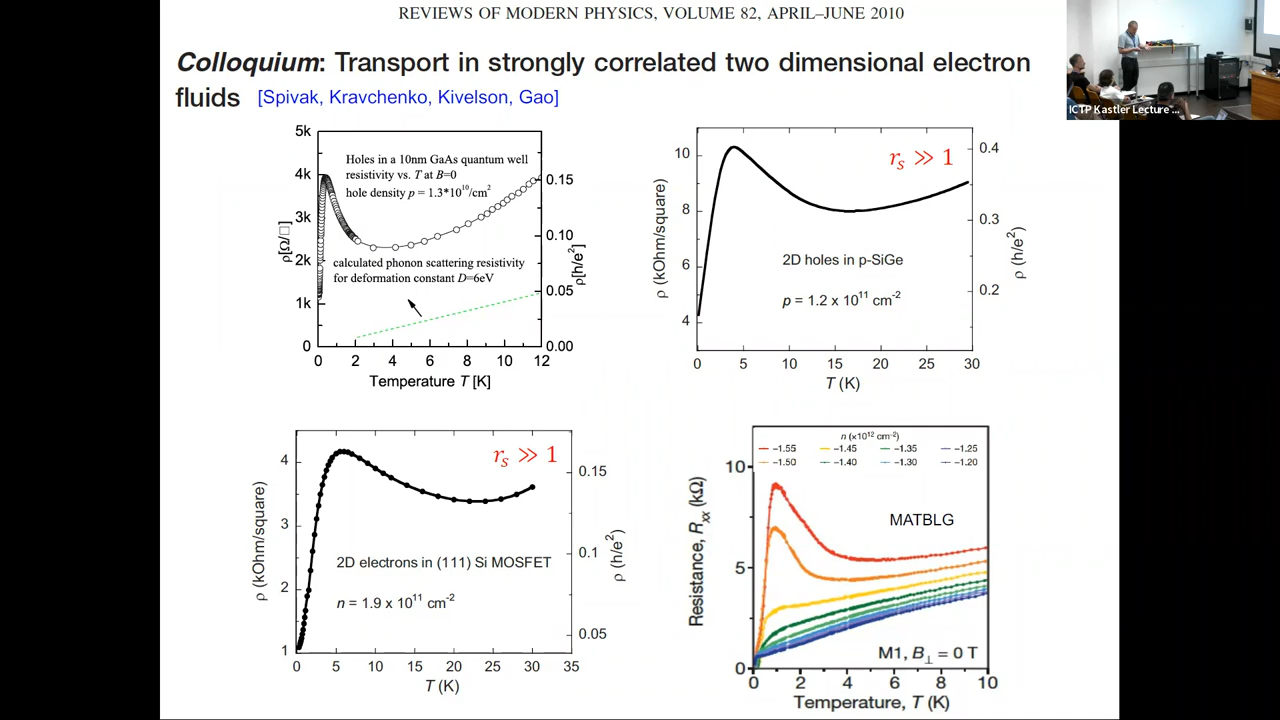 REVIEWS OF MODERN PHYSICS, VOLUME 82, APRIL–JUNE 2010
Colloquium: Transport in strongly correlated two dimensional electron
fluids [Spivak, Kravchenko, Kivelson, Gao]
ICTP Kastler Lecture ...
5k
4k
3k
2k
1k
0
ρ[Ω/□]
Holes in a 10nm GaAs quantum well
resistivity vs. T at B=0
hole density p = 1.3*10^10/cm^2
calculated phonon scattering resistivity
for deformation constant D=6eV
0.15
0.10
0.05
0.00
ρ[h/e^2]
0 2 4 6 8 10 12
Temperature T [K]
10
8
6
4
ρ (kOhm/square)
r_s ≫ 1
2D holes in p-SiGe
p = 1.2 x 10^11 cm^-2
0.4
0.3
0.2
ρ (h/e^2)
0 5 10 15 20 25 30
T (K)
4
3
2
1
ρ (kOhm/square)
r_s ≫ 1
2D electrons in (111) Si MOSFET
n = 1.9 x 10^11 cm^-2
0.15
0.1
0.05
ρ (h/e^2)
0 5 10 15 20 25 30 35
T (K)
n (×10^12 cm^-2)
−1.55 −1.45 −1.35 −1.25
−1.50 −1.40 −1.30 −1.20
10
5
0
Resistance, R_xx (kΩ)
MATBLG
M1, B_⊥ = 0 T
0 2 4 6 8 10
Temperature, T (K)